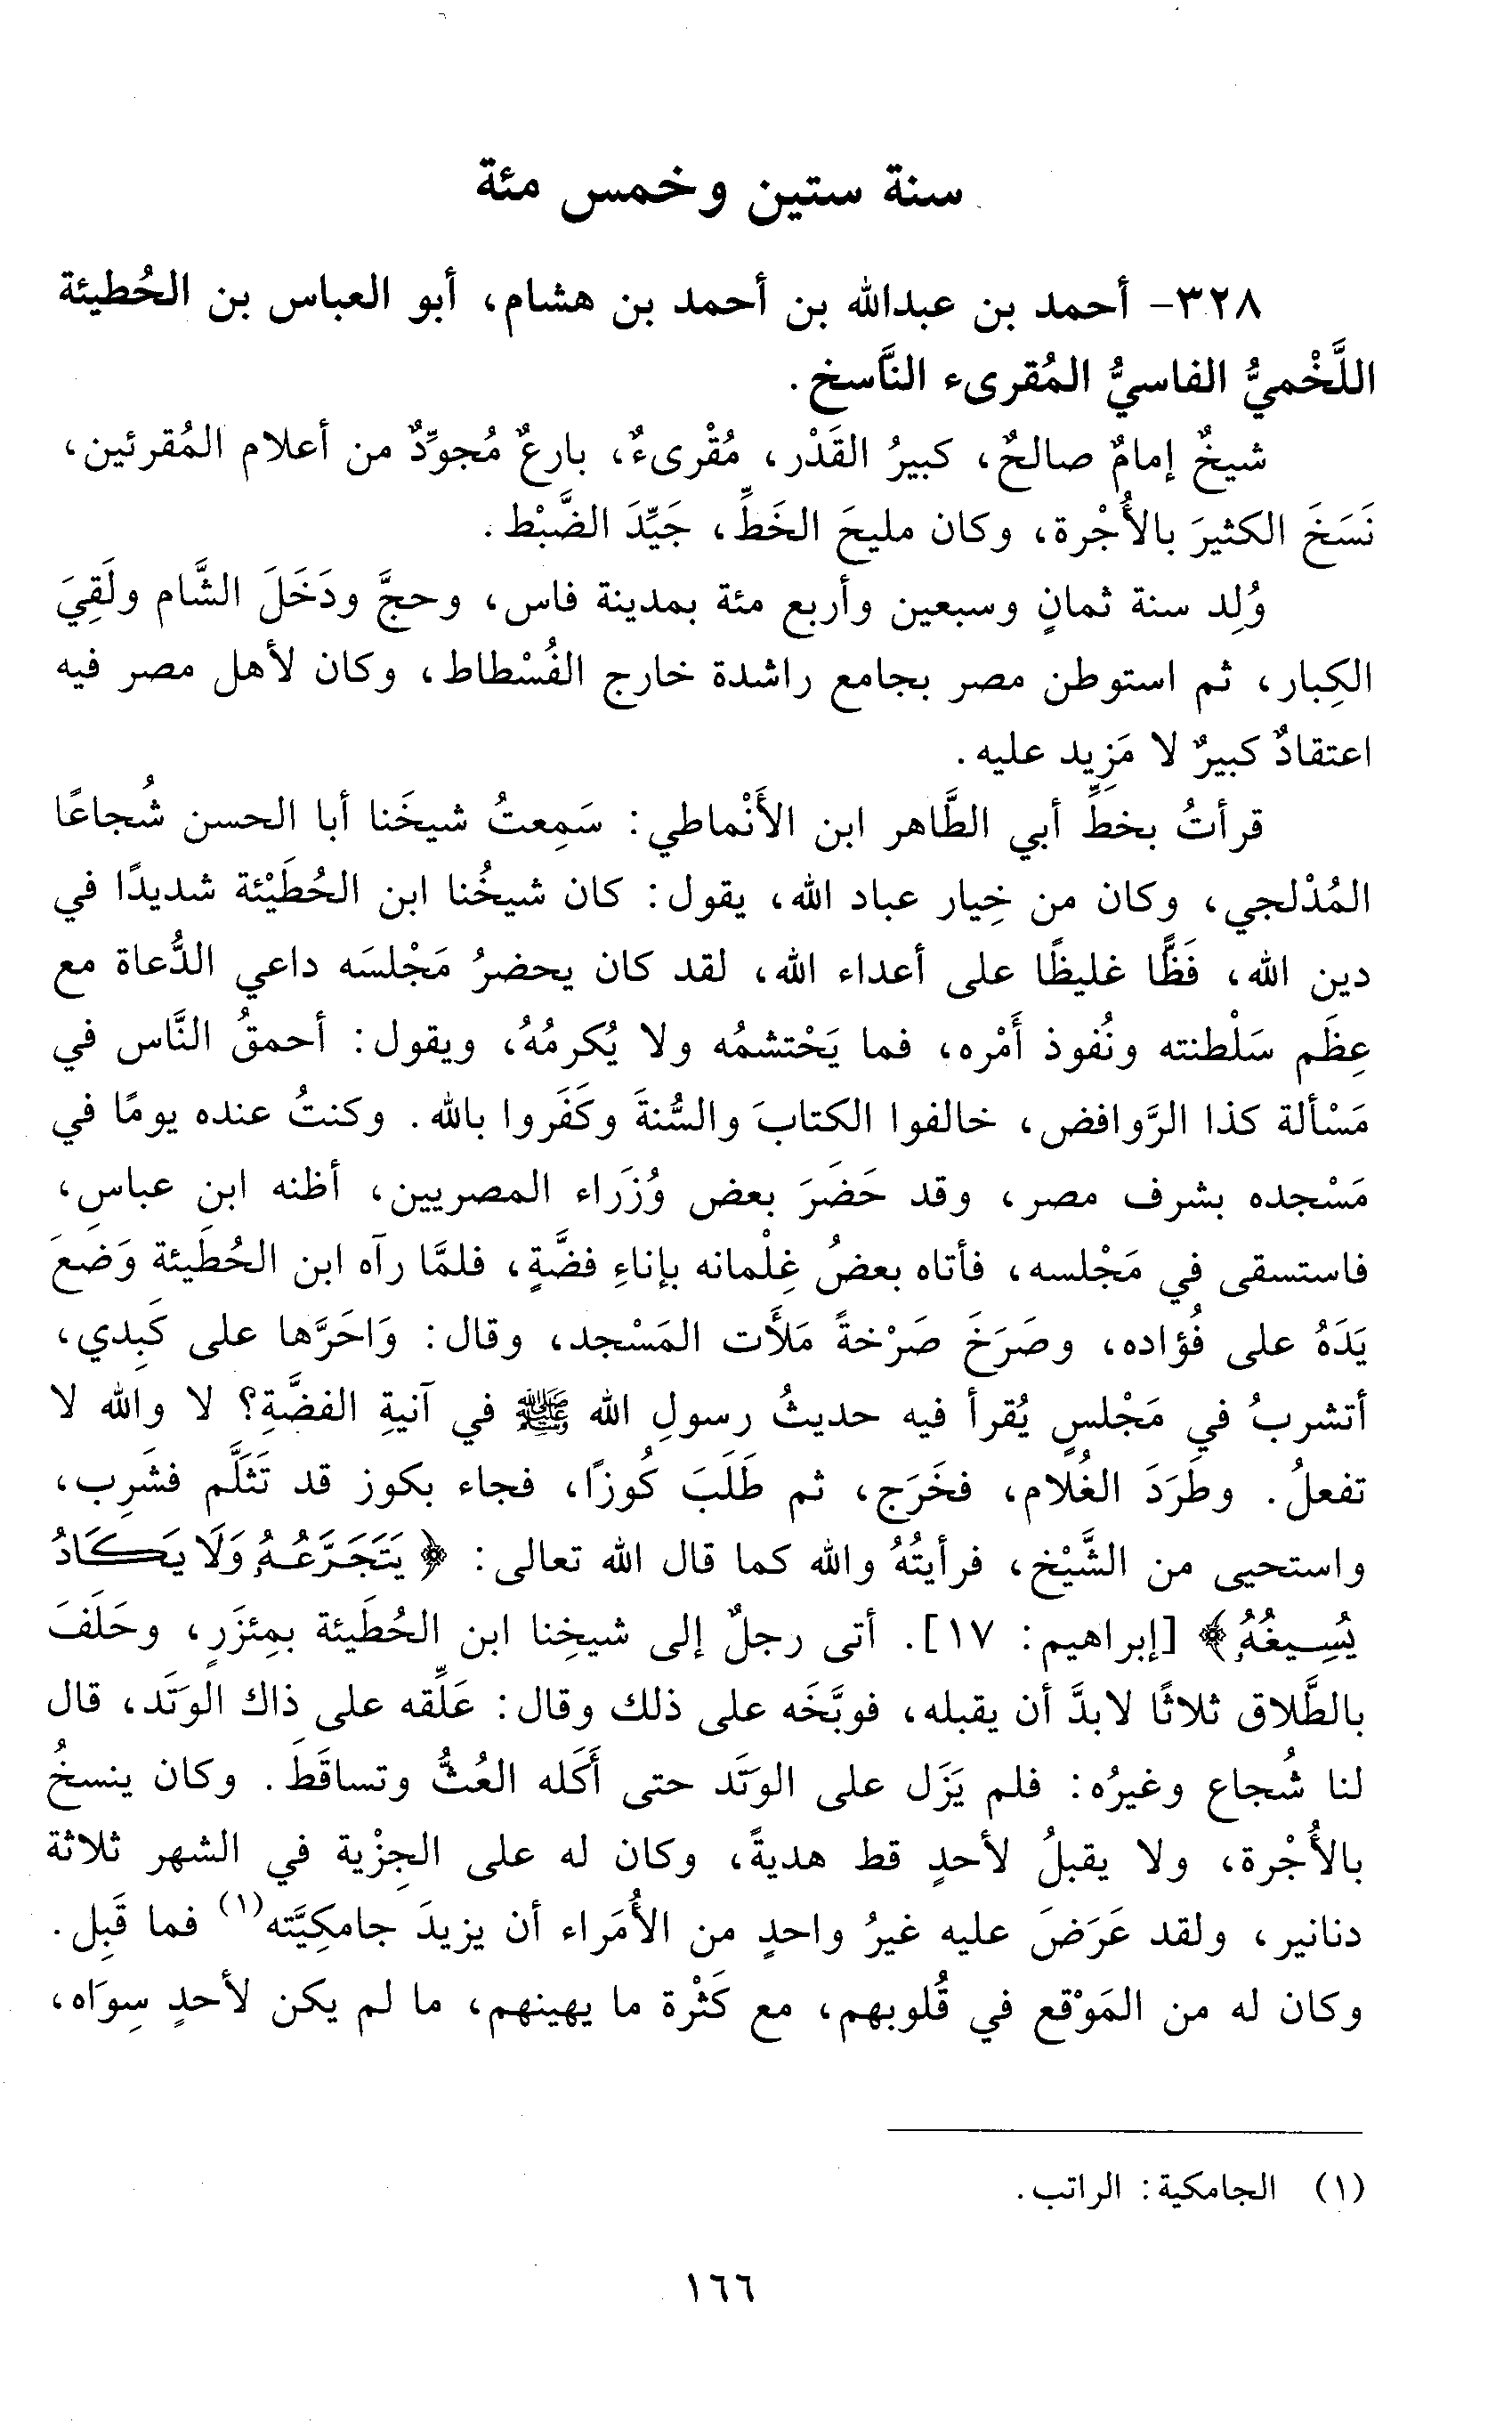 سنة ستين وخمس مئة
٣٢٨- أحمد بن عبدالله بن أحمد بن هشام، أبو العباس بن الحُطيئة
اللَّخْميُّ الفاسيُّ المُقرىء النَّاسخ.
شيخٌ إمامٌ صالحٌ، كبيرُ القَدْر، مُقْرىءٌ، بارعٌ مُجوِّدٌ من أعلام المُقرئين،
نَسَخَ الكثيرَ بالأُجْرة، وكان مليحَ الخَطِّ، جَيِّدَ الضَّبْط.
وُلِد سنة ثمانٍ وسبعين وأربع مئة بمدينة فاس، وحجَّ ودَخَلَ الشَّام ولَقِيَ
الكِبار، ثم استوطن مصر بجامع راشدة خارج الفُسْطاط، وكان لأهل مصر فيه
اعتقادٌ كبيرٌ لا مَزِيد عليه.
قرأتُ بخطِّ أبي الطَّاهر ابن الأَنْماطي: سَمِعتُ شيخَنا أبا الحسن شُجاعًا
المُدْلجي، وكان من خِيار عباد الله، يقول: كان شيخُنا ابن الحُطَيْئة شديدًا في
دين الله، فَظًّا غليظًا على أعداء الله، لقد كان يحضرُ مَجْلسَه داعي الدُّعاة مع
عِظَم سَلْطنته ونُفوذ أَمْره، فما يَحْتشمُه ولا يُكرمُهُ، ويقول: أحمقُ النَّاس في
مَسْألة كذا الرَّوافض، خالفوا الكتابَ والسُّنةَ وكَفَروا بالله. وكنتُ عنده يومًا في
مَسْجده بشرف مصر، وقد حَضَرَ بعض وُزَراء المصريين، أظنه ابن عباس،
فاستسقى في مَجْلسه، فأتاه بعضُ غِلْمانه بإناءِ فضَّةٍ، فلمَّا رآه ابن الحُطَيئة وَضَعَ
يَدَهُ على فُؤاده، وصَرَخَ صَرْخةً مَلأَت المَسْجد، وقال: وَاحَرَّها على كَبِدي،
أتشربُ في مَجْلسٍ يُقرأ فيه حديثُ رسولِ الله ﷺ في آنيةِ الفضَّةِ؟ لا والله لا
تفعلُ. وطَرَدَ الغُلام، فخَرَج، ثم طَلَبَ كُوزًا، فجاء بكوز قد تَثَلَّم فشَرِب،
واستحيى من الشَّيْخ، فرأيتُهُ والله كما قال الله تعالى: ﴿يَتَجَرَّعُهُ وَلَا يَكَادُ
يُسِيغُهُ﴾ [إبراهيم: ١٧]. أتى رجلٌ إلى شيخِنا ابن الحُطَيئة بمِئزَرٍ، وحَلَفَ
بالطَّلاق ثلاثًا لابدَّ أن يقبله، فوبَّخَه على ذلك وقال: عَلِّقه على ذاك الوَتَد، قال
لنا شُجاع وغيرُه: فلم يَزَل على الوَتَد حتى أَكَله العُثُّ وتساقَطَ. وكان ينسخُ
بالأُجْرة، ولا يقبلُ لأحدٍ قط هديةً، وكان له على الجِزْية في الشهر ثلاثة
دنانير، ولقد عَرَضَ عليه غيرُ واحدٍ من الأُمَراء أن يزيدَ جامكِيَّته(١) فما قَبِل.
وكان له من المَوْقع في قُلوبهم، مع كَثْرة ما يهينهم، ما لم يكن لأحدٍ سِوَاه،
(١) الجامكية: الراتب.
١٦٦